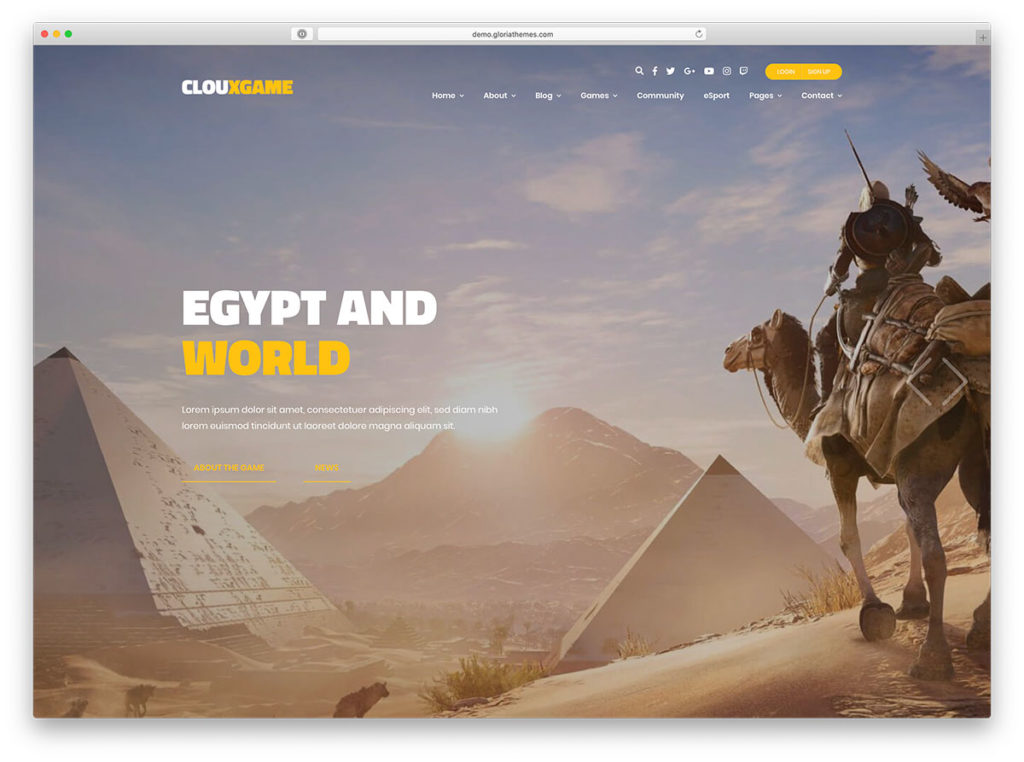 demo.gloriathemes.com
LOGIN SIGN UP
CLOUXGAME
Home About Blog Games Community eSport Pages Contact
EGYPT AND
WORLD
Lorem ipsum dolor sit amet, consectetuer adipiscing elit, sed diam nibh
lorem euismod tincidunt ut laoreet dolore magna aliquam sit.
ABOUT THE GAME NEWS